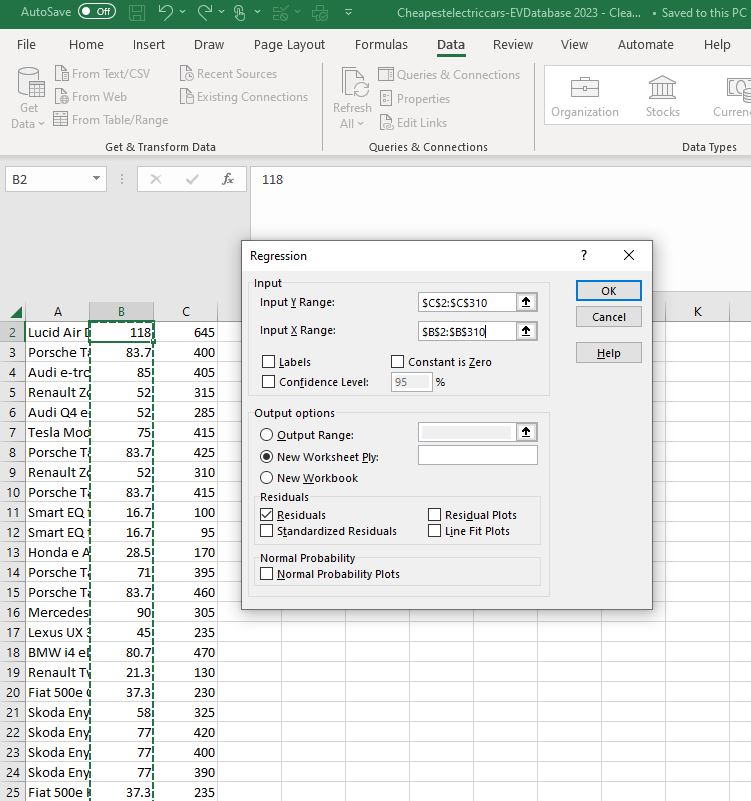 AutoSave Off Cheapestelectriccars-EVDatabase 2023 - Clea... • Saved to this PC
File Home Insert Draw Page Layout Formulas Data Review View Automate Help
Get Data
From Text/CSV
From Web
From Table/Range
Recent Sources
Existing Connections
Get & Transform Data
Refresh All
Queries & Connections
Properties
Edit Links
Queries & Connections
Organization Stocks Curren
Data Types
B2 fx 118
Regression ? X
Input
Input Y Range: $C$2:$C$310
Input X Range: $B$2:$B$310
Labels Constant is Zero
Confidence Level: 95 %
OK
Cancel
Help
Output options
Output Range:
New Worksheet Ply:
New Workbook
Residuals
Residuals Residual Plots
Standardized Residuals Line Fit Plots
Normal Probability
Normal Probability Plots
A B C K
2 Lucid Air D 118 645
3 Porsche Ta 83.7 400
4 Audi e-tro 85 405
5 Renault Zo 52 315
6 Audi Q4 e 52 285
7 Tesla Mod 75 415
8 Porsche Ta 83.7 425
9 Renault Zo 52 310
10 Porsche Ta 83.7 415
11 Smart EQ 16.7 100
12 Smart EQ 16.7 95
13 Honda e A 28.5 170
14 Porsche Ta 71 395
15 Porsche Ta 83.7 460
16 Mercedes 90 305
17 Lexus UX 3 45 235
18 BMW i4 eD 80.7 470
19 Renault Tw 21.3 130
20 Fiat 500e C 37.3 230
21 Skoda Eny 58 325
22 Skoda Eny 77 420
23 Skoda Eny 77 400
24 Skoda Eny 77 390
25 Fiat 500e H 37.3 235